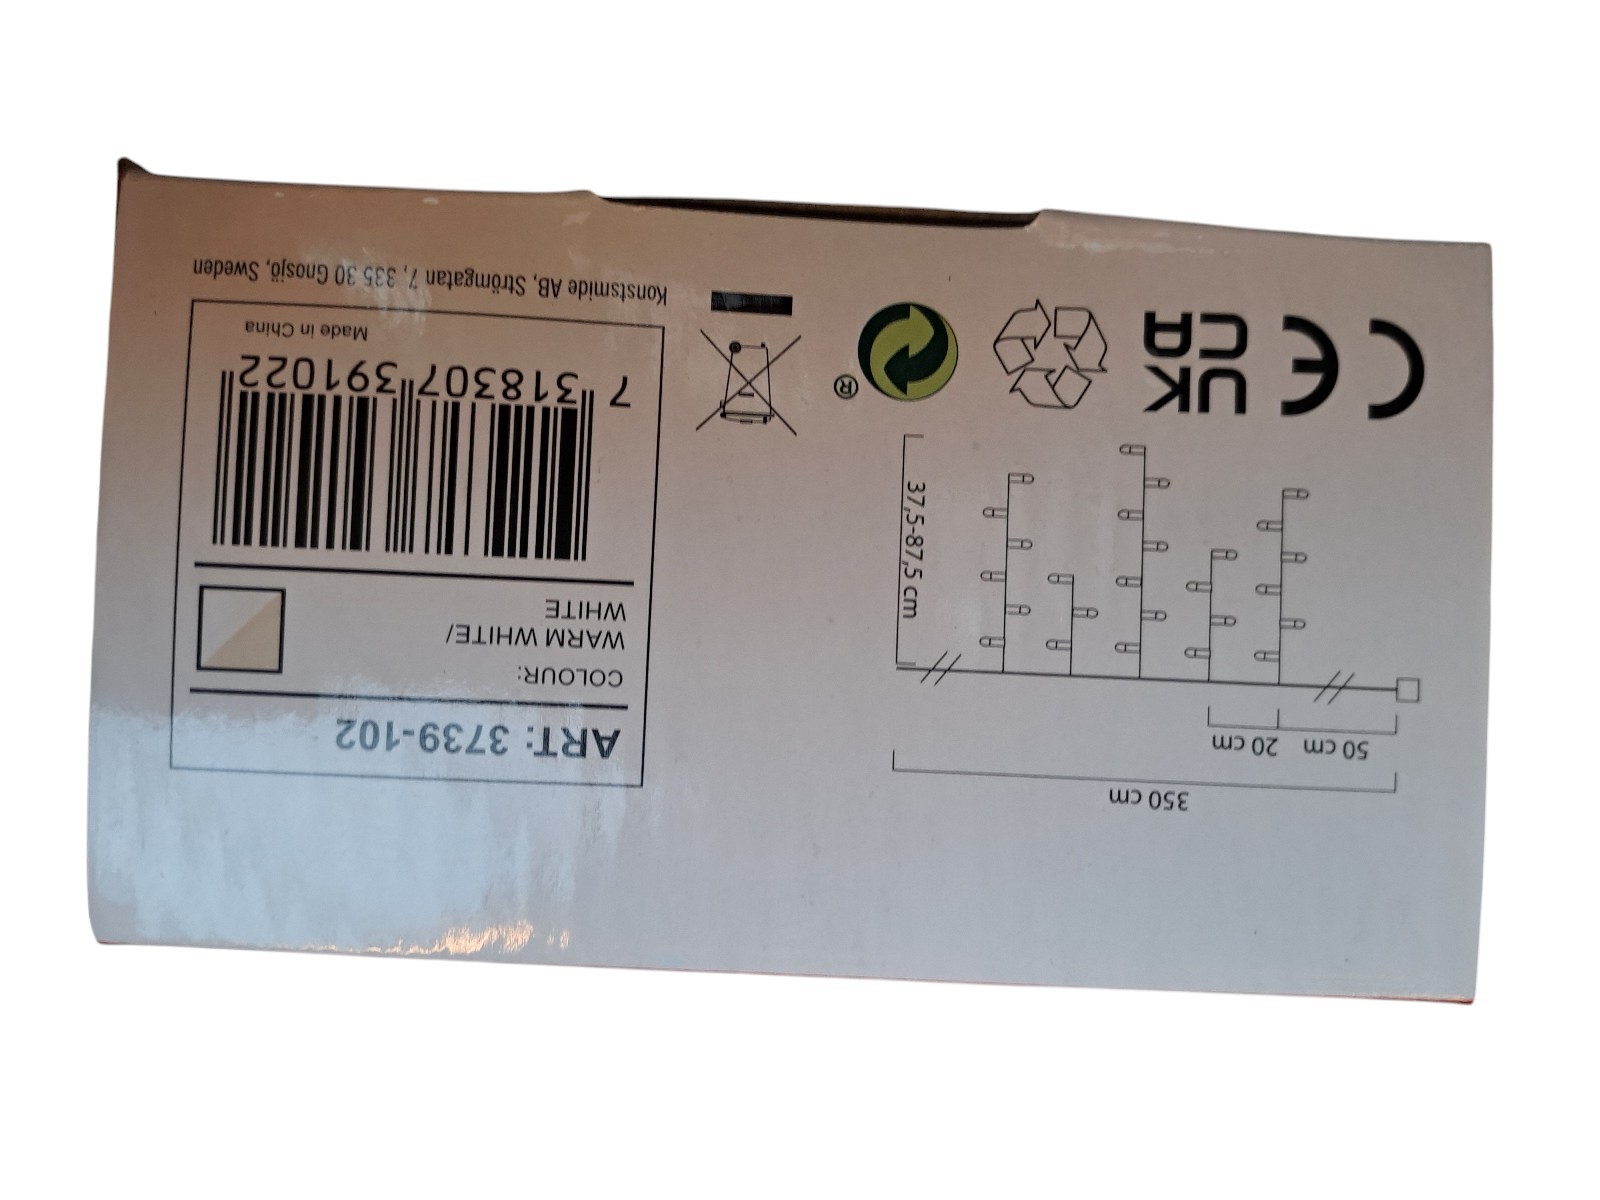 350 cm
50 cm
20 cm
37,5-87,5 cm
CE
UK
CA
®
ART: 3739-102
COLOUR:
WARM WHITE/
WHITE
7 318307 391022
Made in China
Konstsmide AB, Strömgatan 7, 335 30 Gnosjö, Sweden